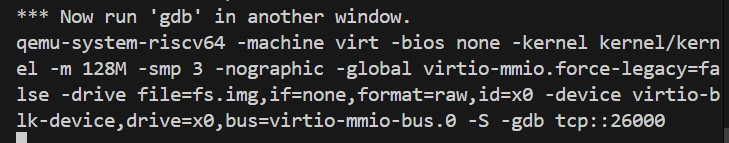 *** Now run 'gdb' in another window.
qemu-system-riscv64 -machine virt -bios none -kernel kernel/kern
el -m 128M -smp 3 -nographic -global virtio-mmio.force-legacy=fa
lse -drive file=fs.img,if=none,format=raw,id=x0 -device virtio-b
lk-device,drive=x0,bus=virtio-mmio-bus.0 -S -gdb tcp::26000